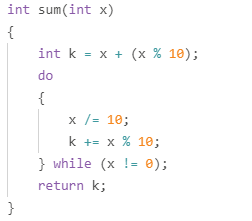 int sum(int x)
{
    int k = x + (x % 10);
    do
    {
        x /= 10;
        k += x % 10;
    } while (x != 0);
    return k;
}